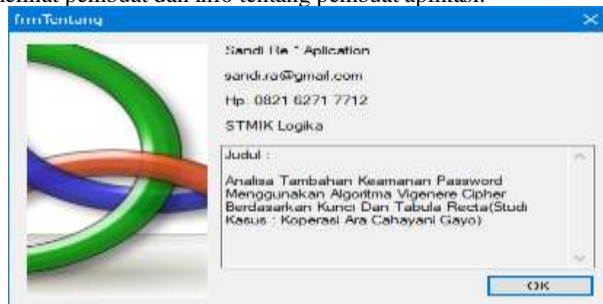 melihat pembuat dan info tentang pembuat aplikasi.
frmTentang
Sandi Re * Aplication
sandi.ra@gmail.com
Hp. 0821 6271 7712
STMIK Logika
Judul :
Analisa Tambahan Keamanan Password
Menggunakan Algoritma Vigenere Cipher
Berdasarkan Kunci Dan Tabula Recta(Studi
Kasus : Koperasi Ara Cahayani Gayo)
OK